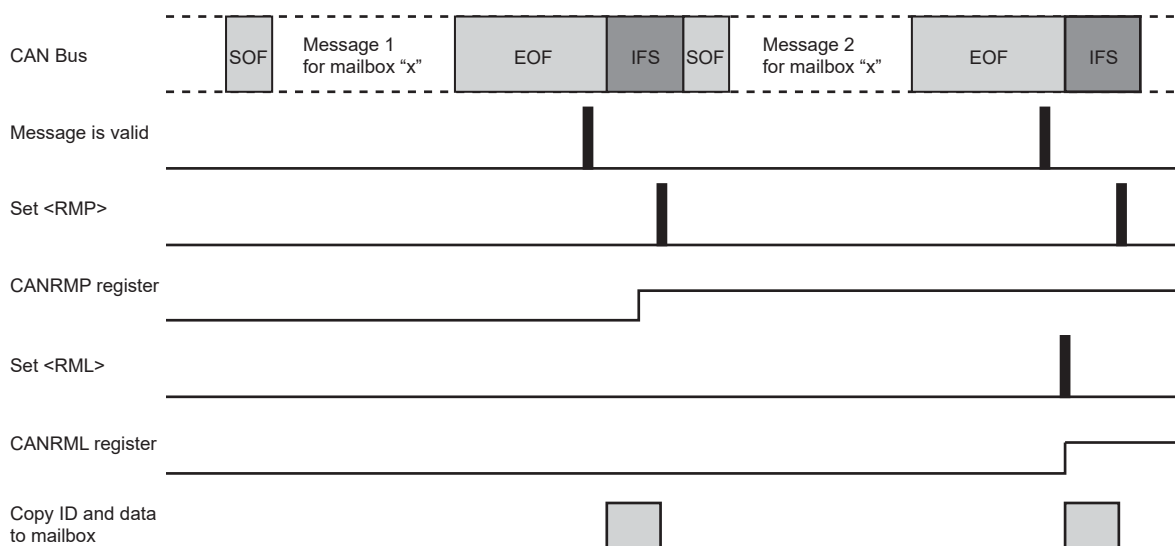 CAN Bus
SOF
Message 1
for mailbox “x”
EOF
IFS
SOF
Message 2
for mailbox “x”
EOF
IFS
Message is valid
Set <RMP>
CANRMP register
Set <RML>
CANRML register
Copy ID and data
to mailbox